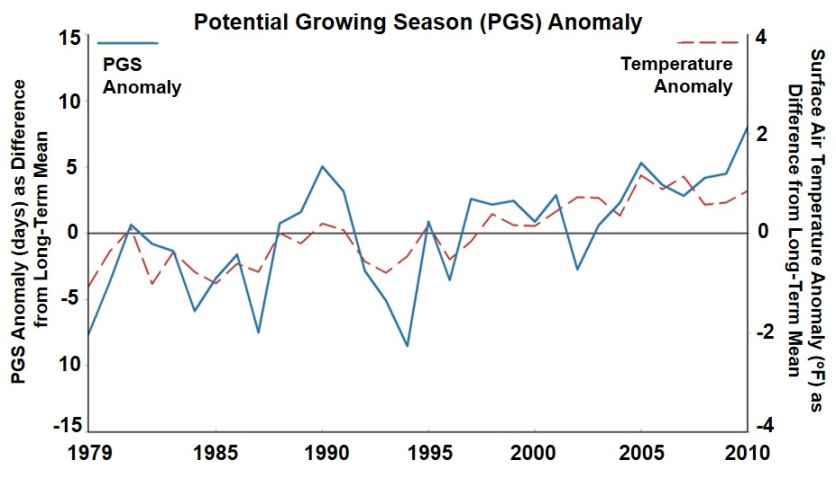 Potential Growing Season (PGS) Anomaly
15
10
5
0
-5
10
-15
PGS Anomaly (days) as Difference
from Long-Term Mean
PGS
Anomaly
Temperature
Anomaly
4
2
0
-2
-4
Surface Air Temperature Anomaly (ºF) as
Difference from Long-Term Mean
1979
1985
1990
1995
2000
2005
2010